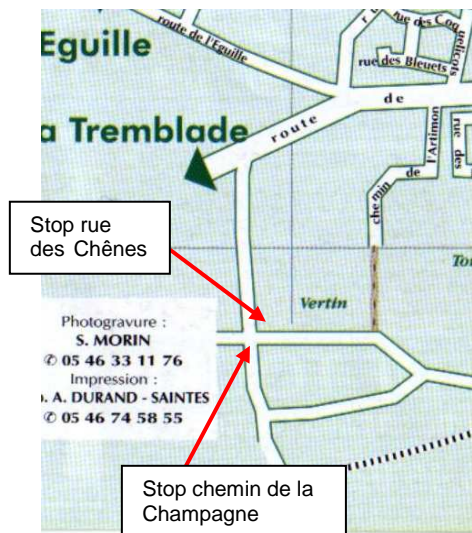 Eguille
route de l'Eguille
rue des Coquelicots
rue des Bleuets
a Tremblade
route
de
rue des
chemin de l'Artimon
Stop rue
des Chênes
Vertin
Photogravure :
S. MORIN
✆ 05 46 33 11 76
Impression :
. A. DURAND - SAINTES
✆ 05 46 74 58 55
Stop chemin de la
Champagne